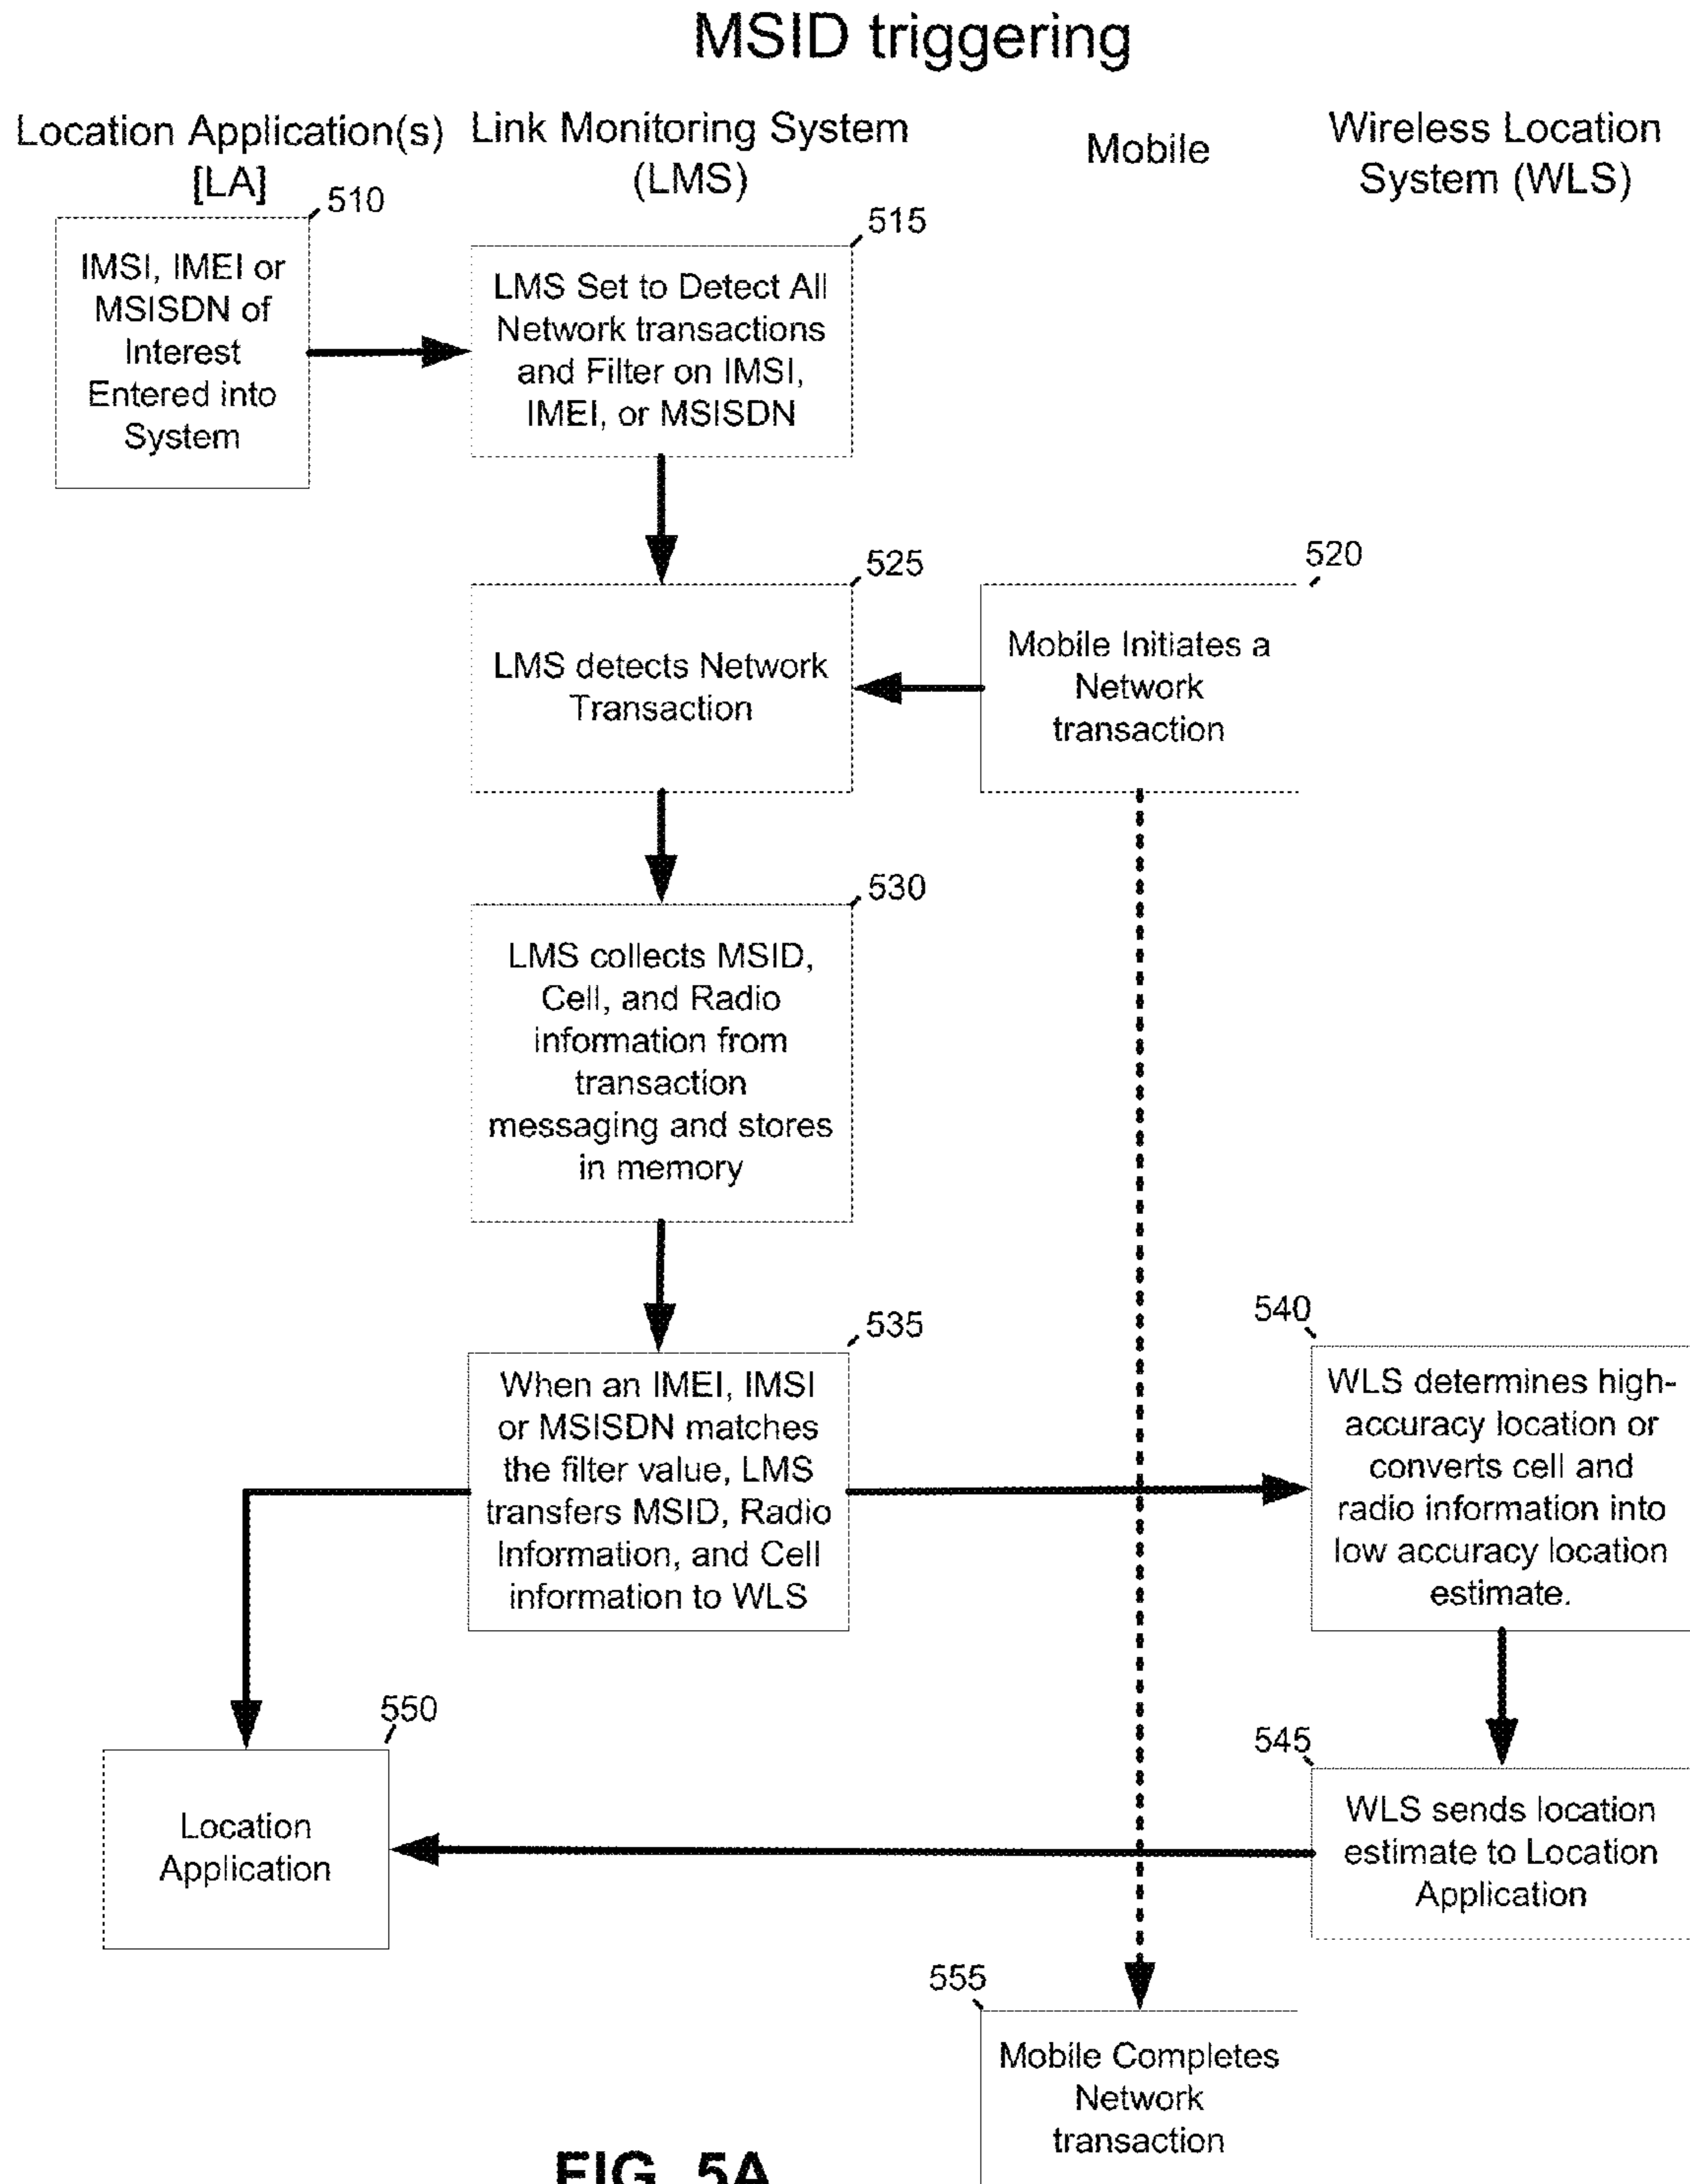 MSID triggering
Location Application(s)
[LA]
Link Monitoring System
(LMS)
Mobile
Wireless Location
System (WLS)
510
IMSI, IMEI or
MSISDN of
Interest
Entered into
System
515
LMS Set to Detect All
Network transactions
and Filter on IMSI,
IMEI, or MSISDN
525
LMS detects Network
Transaction
520
Mobile Initiates a
Network
transaction
530
LMS collects MSID,
Cell, and Radio
information from
transaction
messaging and stores
in memory
535
When an IMEI, IMSI
or MSISDN matches
the filter value, LMS
transfers MSID, Radio
Information, and Cell
information to WLS
540
WLS determines high-
accuracy location or
converts cell and
radio information into
low accuracy location
estimate.
550
Location
Application
545
WLS sends location
estimate to Location
Application
555
Mobile Completes
Network
transaction
FIG. 5A